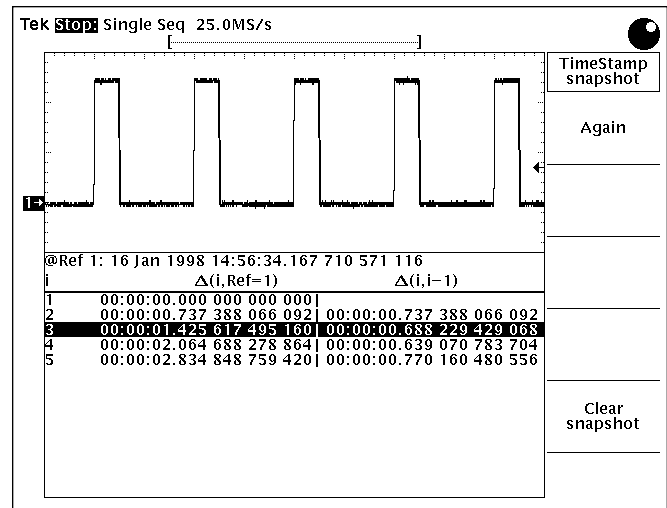 Tek Stop: Single Seq 25.0MS/s
[ ]
TimeStamp
snapshot
Again
1→
@Ref 1: 16 Jan 1998 14:56:34.167 710 571 116
i Δ(i,Ref=1) Δ(i,i−1)
1 00:00:00.000 000 000 000|
2 00:00:00.737 388 066 092| 00:00:00.737 388 066 092
3 00:00:01.425 617 495 160| 00:00:00.688 229 429 068
4 00:00:02.064 688 278 864| 00:00:00.639 070 783 704
5 00:00:02.834 848 759 420| 00:00:00.770 160 480 556
Clear
snapshot